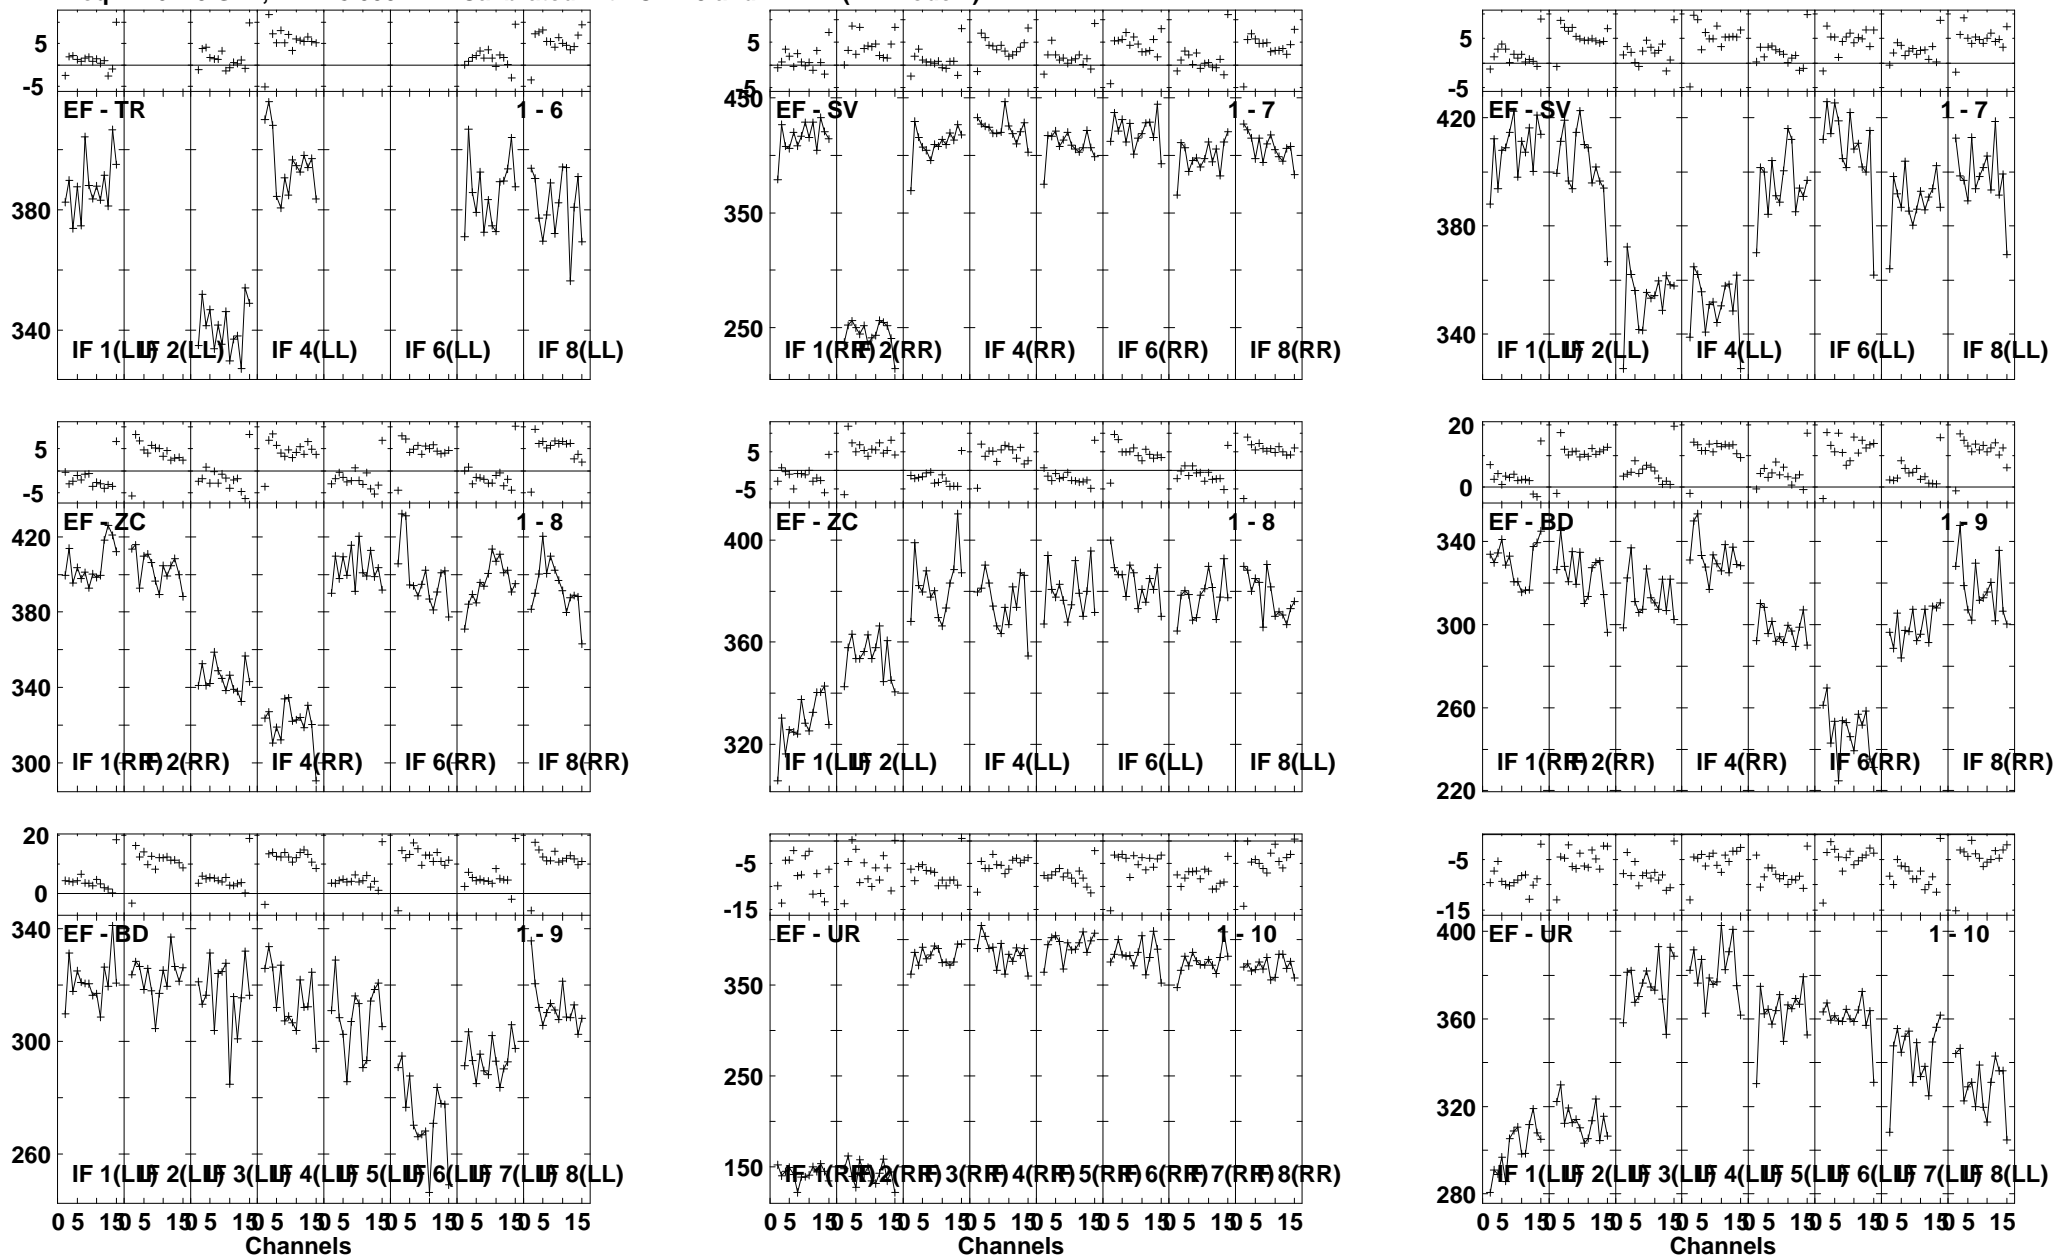 5
-5
EF - TR 1 - 6
380
340
IF 1(LL) IF 2(LL) IF 4(LL) IF 6(LL) IF 8(LL)
5
-5
450
EF - SV 1 - 7
350
250
IF 1(RR) IF 2(RR) IF 4(RR) IF 6(RR) IF 8(RR)
5
-5
EF - SV 1 - 7
420
380
340
IF 1(LL) IF 2(LL) IF 4(LL) IF 6(LL) IF 8(LL)
5
-5
EF - ZC 1 - 8
420
380
340
300
IF 1(RR) IF 2(RR) IF 4(RR) IF 6(RR) IF 8(RR)
5
-5
EF - ZC 1 - 8
400
360
320
IF 1(LL) IF 2(LL) IF 4(LL) IF 6(LL) IF 8(LL)
20
0
EF - BD 1 - 9
340
300
260
220
IF 1(RR) IF 2(RR) IF 4(RR) IF 6(RR) IF 8(RR)
20
0
EF - BD 1 - 9
340
300
260
IF 1(LL) IF 2(LL) IF 3(LL) IF 4(LL) IF 5(LL) IF 6(LL) IF 7(LL) IF 8(LL)
0 5 15 0 5 15 0 5 15 0 5 15 0 5 15 0 5 15 0 5 15 0 5 15
Channels
-5
-15
EF - UR 1 - 10
350
250
150
IF 1(RR) IF 2(RR) IF 3(RR) IF 4(RR) IF 5(RR) IF 6(RR) IF 7(RR) IF 8(RR)
0 5 15 0 5 15 0 5 15 0 5 15 0 5 15 0 5 15 0 5 15 0 5 15
Channels
-5
-15
EF - UR 1 - 10
400
360
320
280
IF 1(LL) IF 2(LL) IF 3(LL) IF 4(LL) IF 5(LL) IF 6(LL) IF 7(LL) IF 8(LL)
0 5 15 0 5 15 0 5 15 0 5 15 0 5 15 0 5 15 0 5 15 0 5 15
Channels